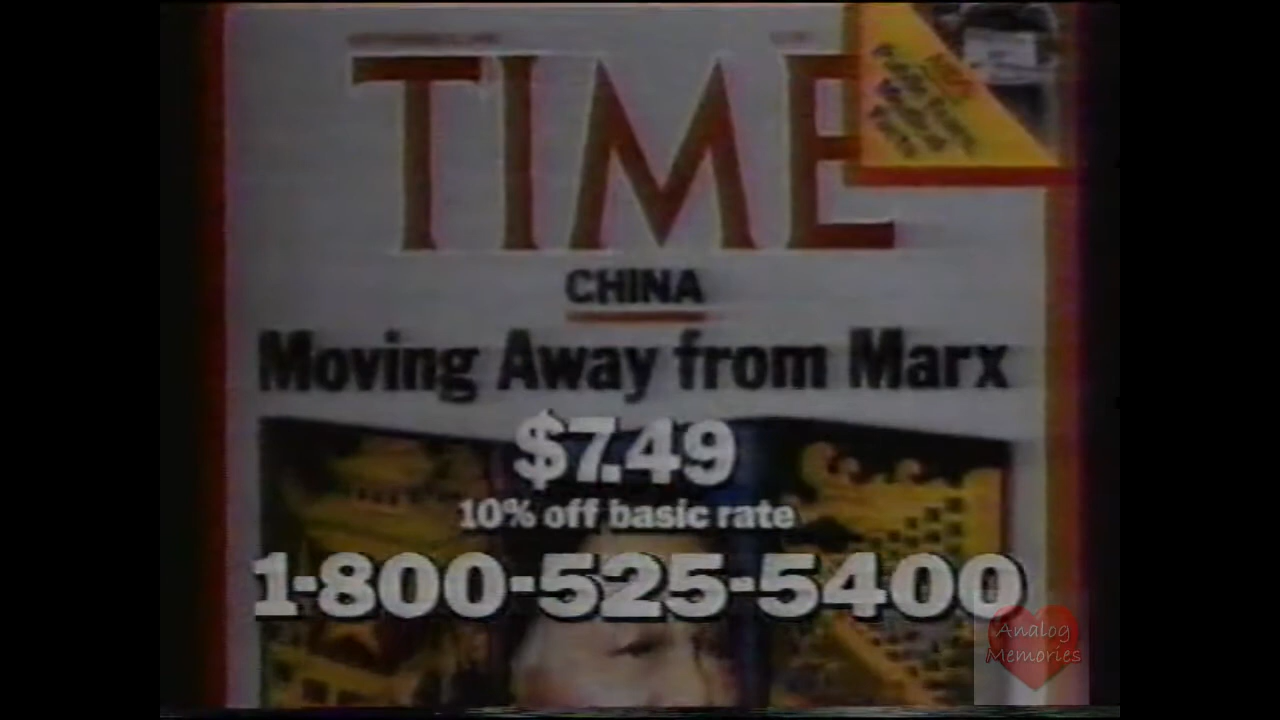 TIME
CHINA
Moving Away from Marx
$7.49
10% off basic rate
1-800-525-5400
Analog
Memories